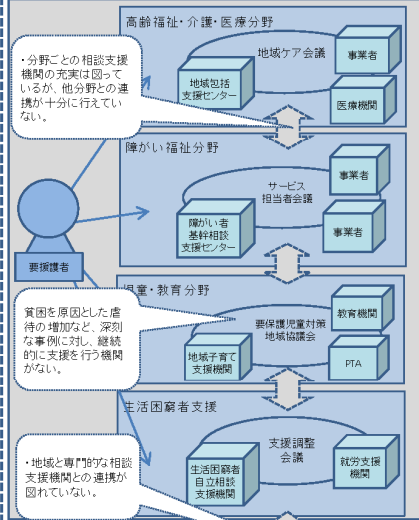 高齢福祉・介護・医療分野
地域ケア会議
事業者
地域包括
支援センター
医療機関
・分野ごとの相談支援
機関の充実は図って
いるが、他分野との連
携が十分に行えてい
ない。
障がい福祉分野
サービス
担当者会議
事業者
障がい者
基幹相談
支援センター
事業者
要援護者
児童・教育分野
教育機関
要保護児童対策
地域協議会
地域子育て
支援機関
PTA
貧困を原因とした虐
待の増加など、深刻
な事例に対し、継続
的に支援を行う機関
がない。
生活困窮者支援
支援調整
会議
就労支援
機関
生活困窮者
自立相談
支援機関
・地域と専門的な相談
支援機関との連携が
図れていない。